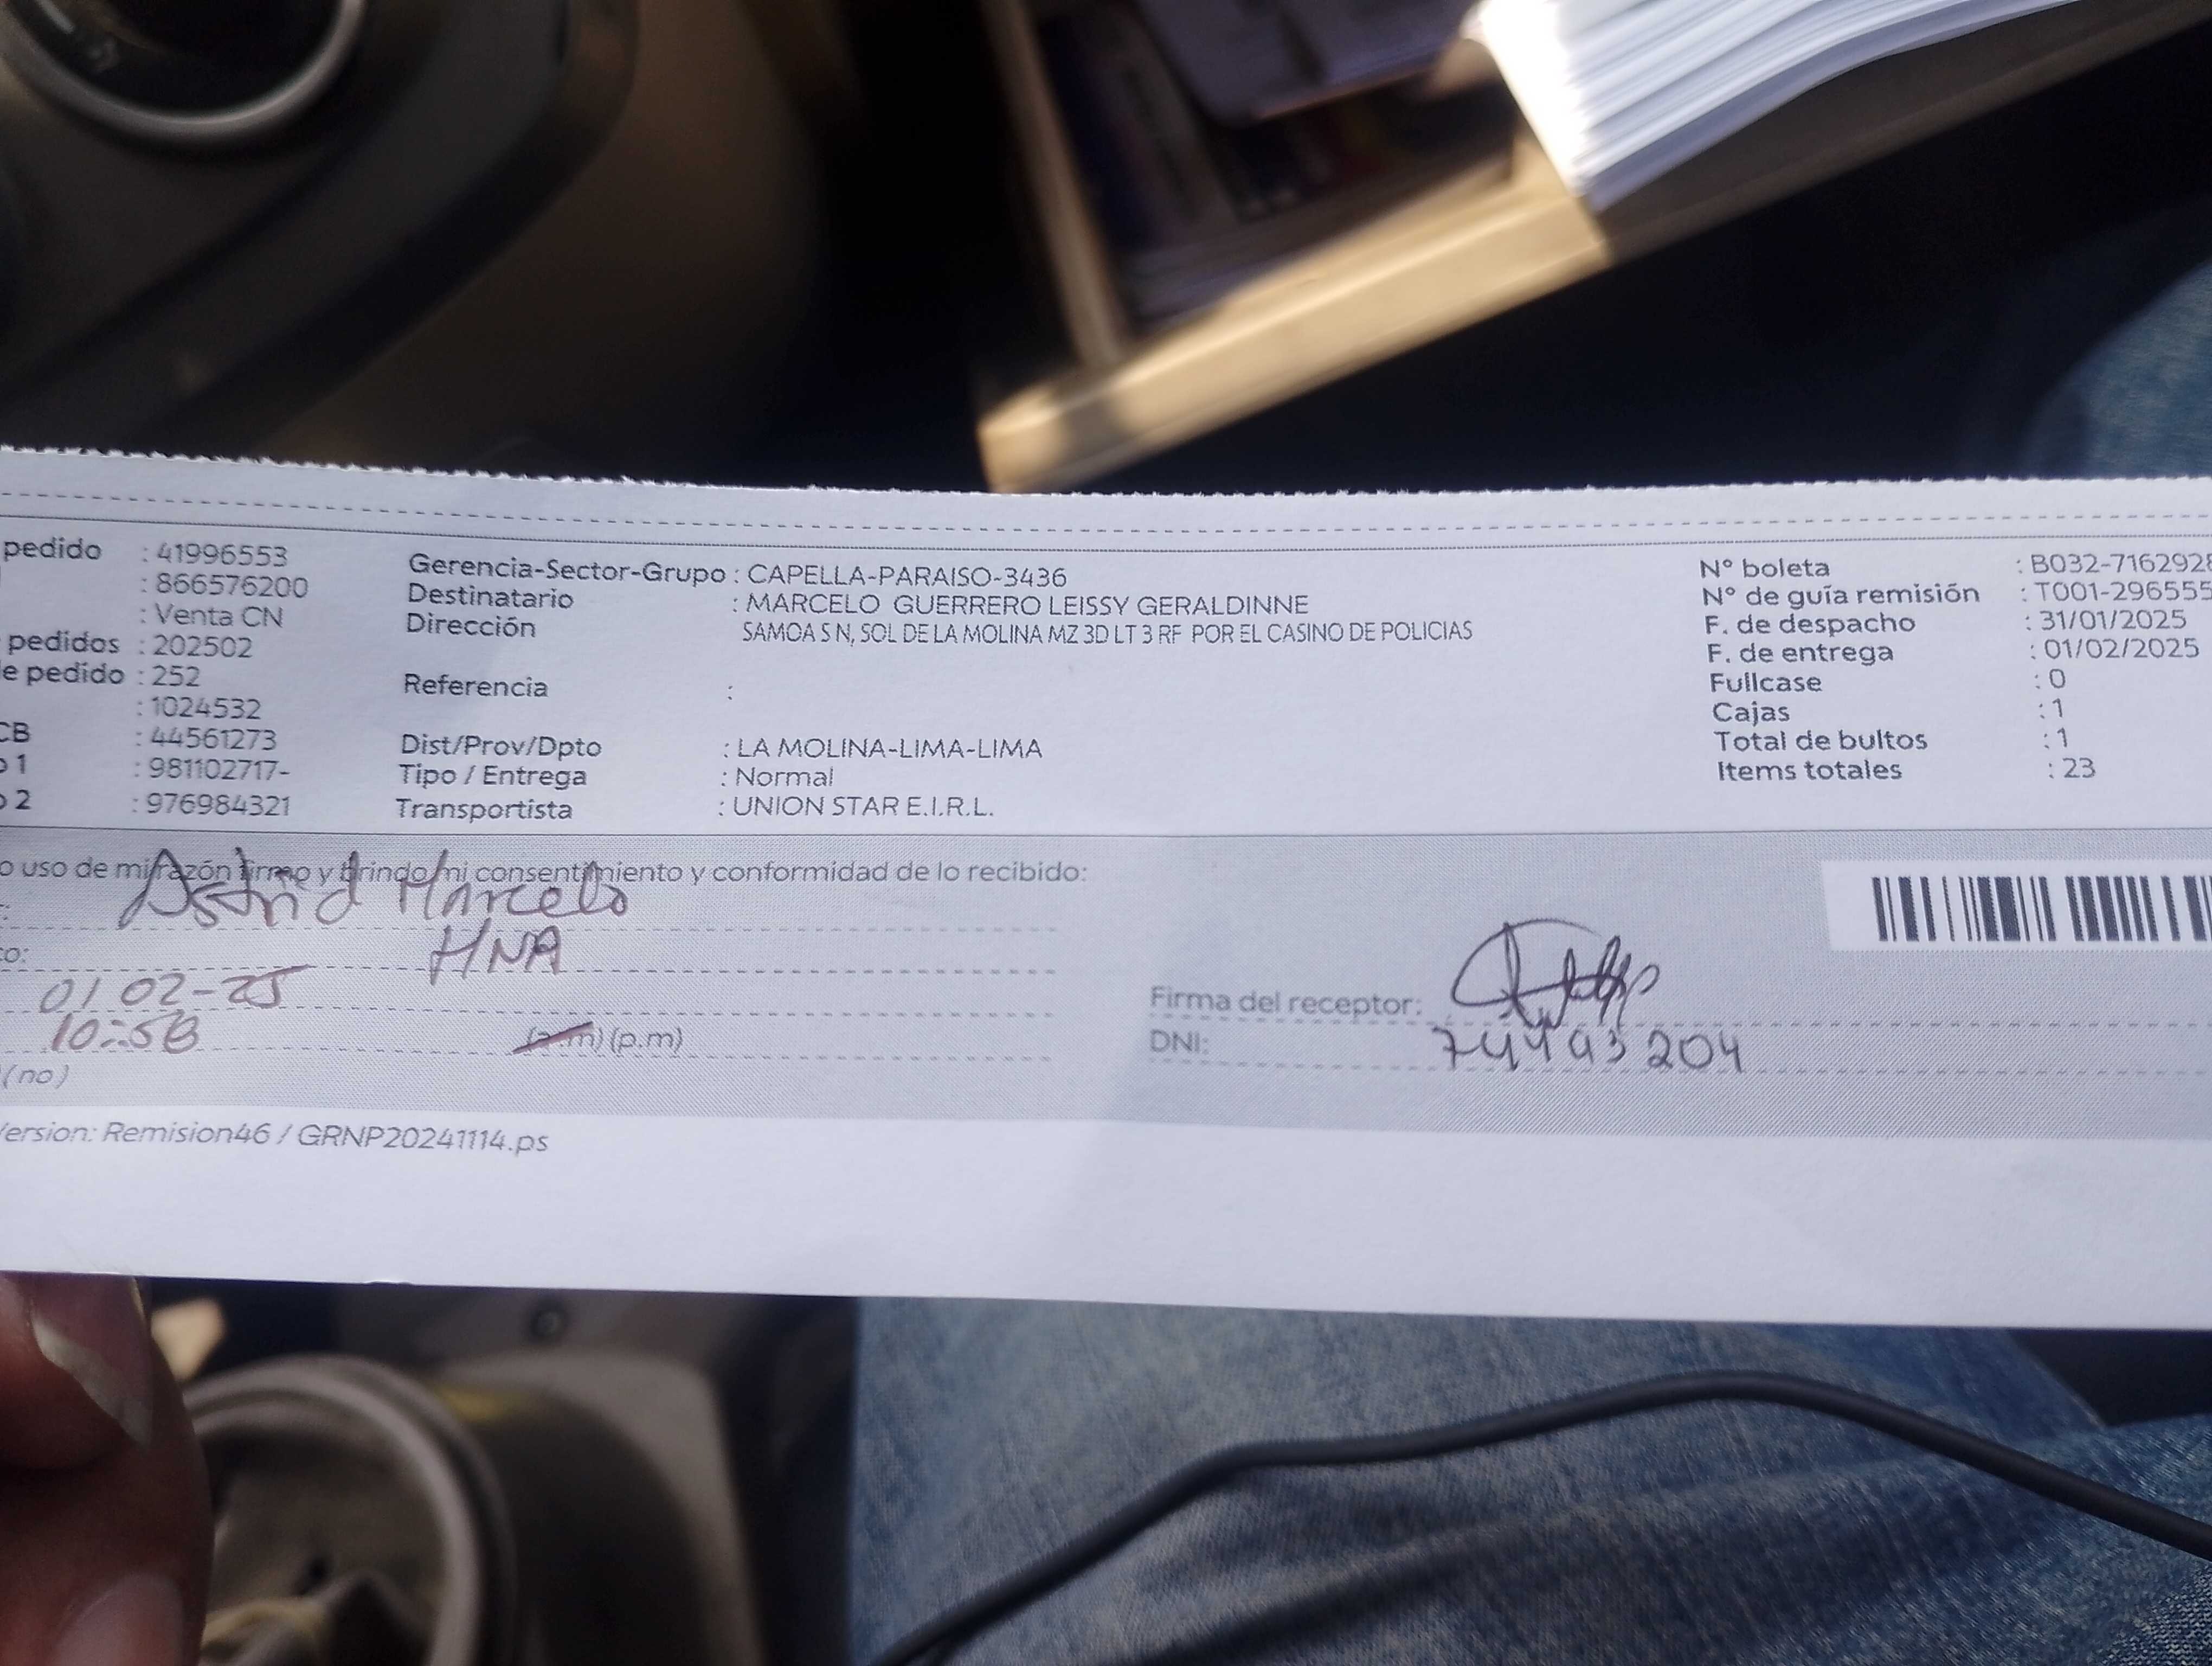 pedido : 41996553
: 866576200
: Venta CN
pedidos : 202502
e pedido : 252
: 1024532
CB : 44561273
o 1 : 981102717-
o 2 : 976984321
Gerencia-Sector-Grupo : CAPELLA-PARAISO-3436
Destinatario : MARCELO GUERRERO LEISSY GERALDINNE
Dirección SAMOA S N, SOL DE LA MOLINA MZ 3D LT 3 RF POR EL CASINO DE POLICIAS
Referencia :
Dist/Prov/Dpto : LA MOLINA-LIMA-LIMA
Tipo / Entrega : Normal
Transportista : UNION STAR E.I.R.L.
N° boleta : B032-7162928
N° de guía remisión : T001-296555
F. de despacho : 31/01/2025
F. de entrega : 01/02/2025
Fullcase : 0
Cajas : 1
Total de bultos : 1
Items totales : 23
o uso de mi razón firmo y brindo mi consentimiento y conformidad de lo recibido:
Astrid Marcelo
o: HNA
01 02-25
10:58 (a.m) (p.m)
(no)
Firma del receptor:
DNI: 74493204
Version: Remision46 / GRNP20241114.ps